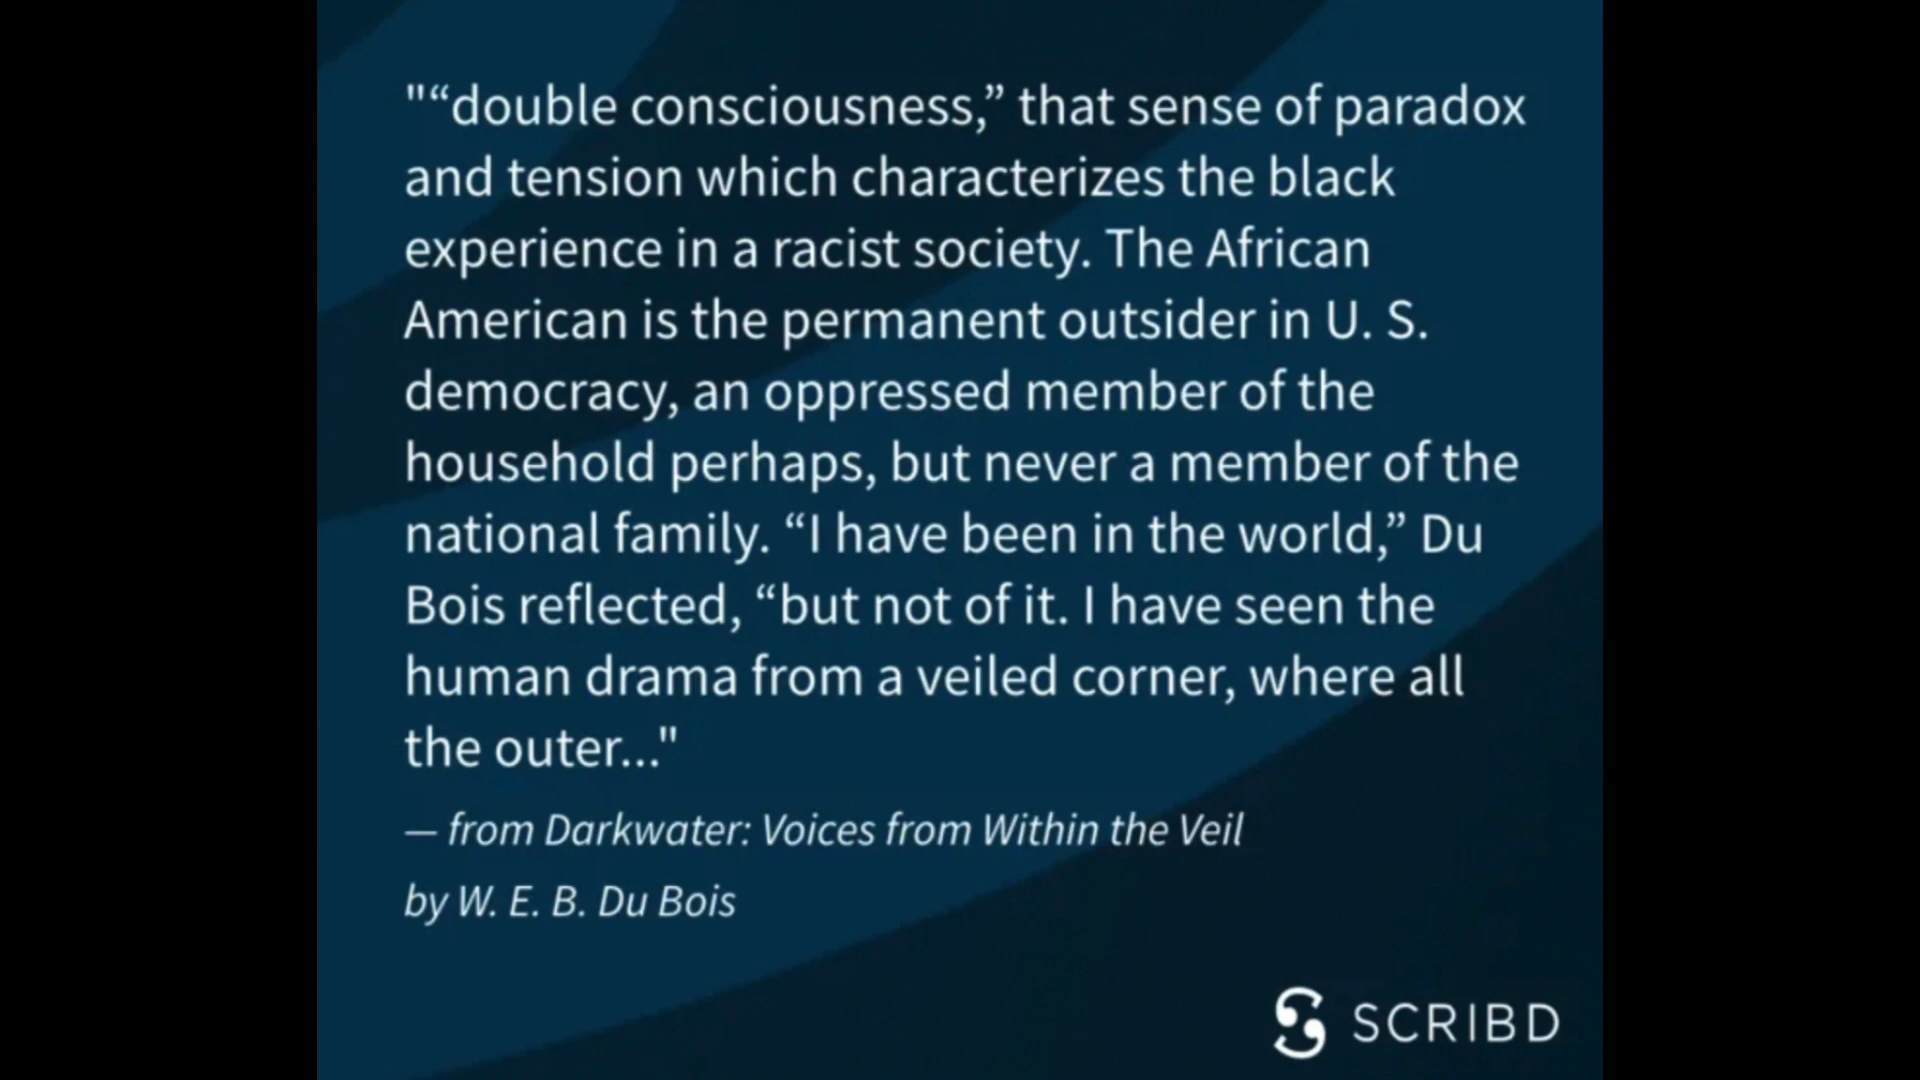 "“double consciousness,” that sense of paradox
and tension which characterizes the black
experience in a racist society. The African
American is the permanent outsider in U. S.
democracy, an oppressed member of the
household perhaps, but never a member of the
national family. “I have been in the world,” Du
Bois reflected, “but not of it. I have seen the
human drama from a veiled corner, where all
the outer..."
— from Darkwater: Voices from Within the Veil
by W. E. B. Du Bois
SCRIBD